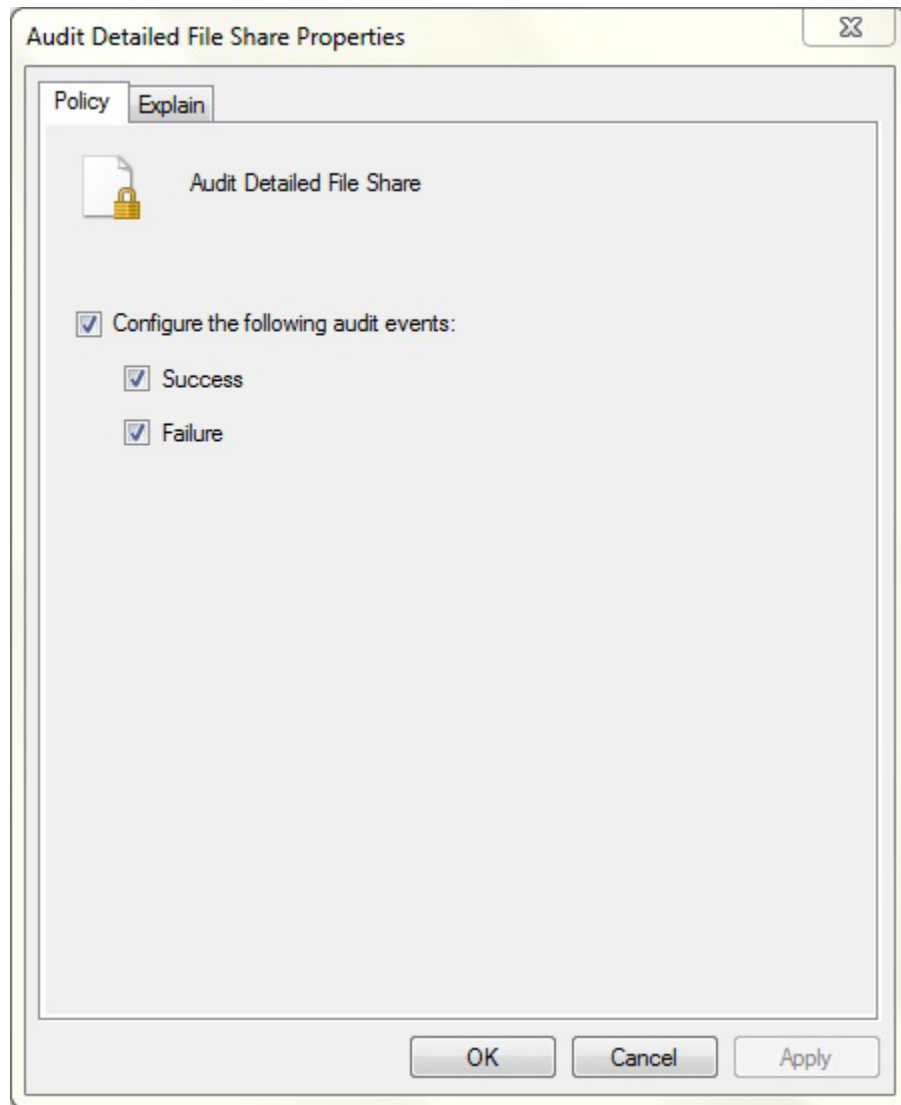 Audit Detailed File Share Properties
Policy
Explain
Audit Detailed File Share
Configure the following audit events:
Success
Failure
OK
Cancel
Apply